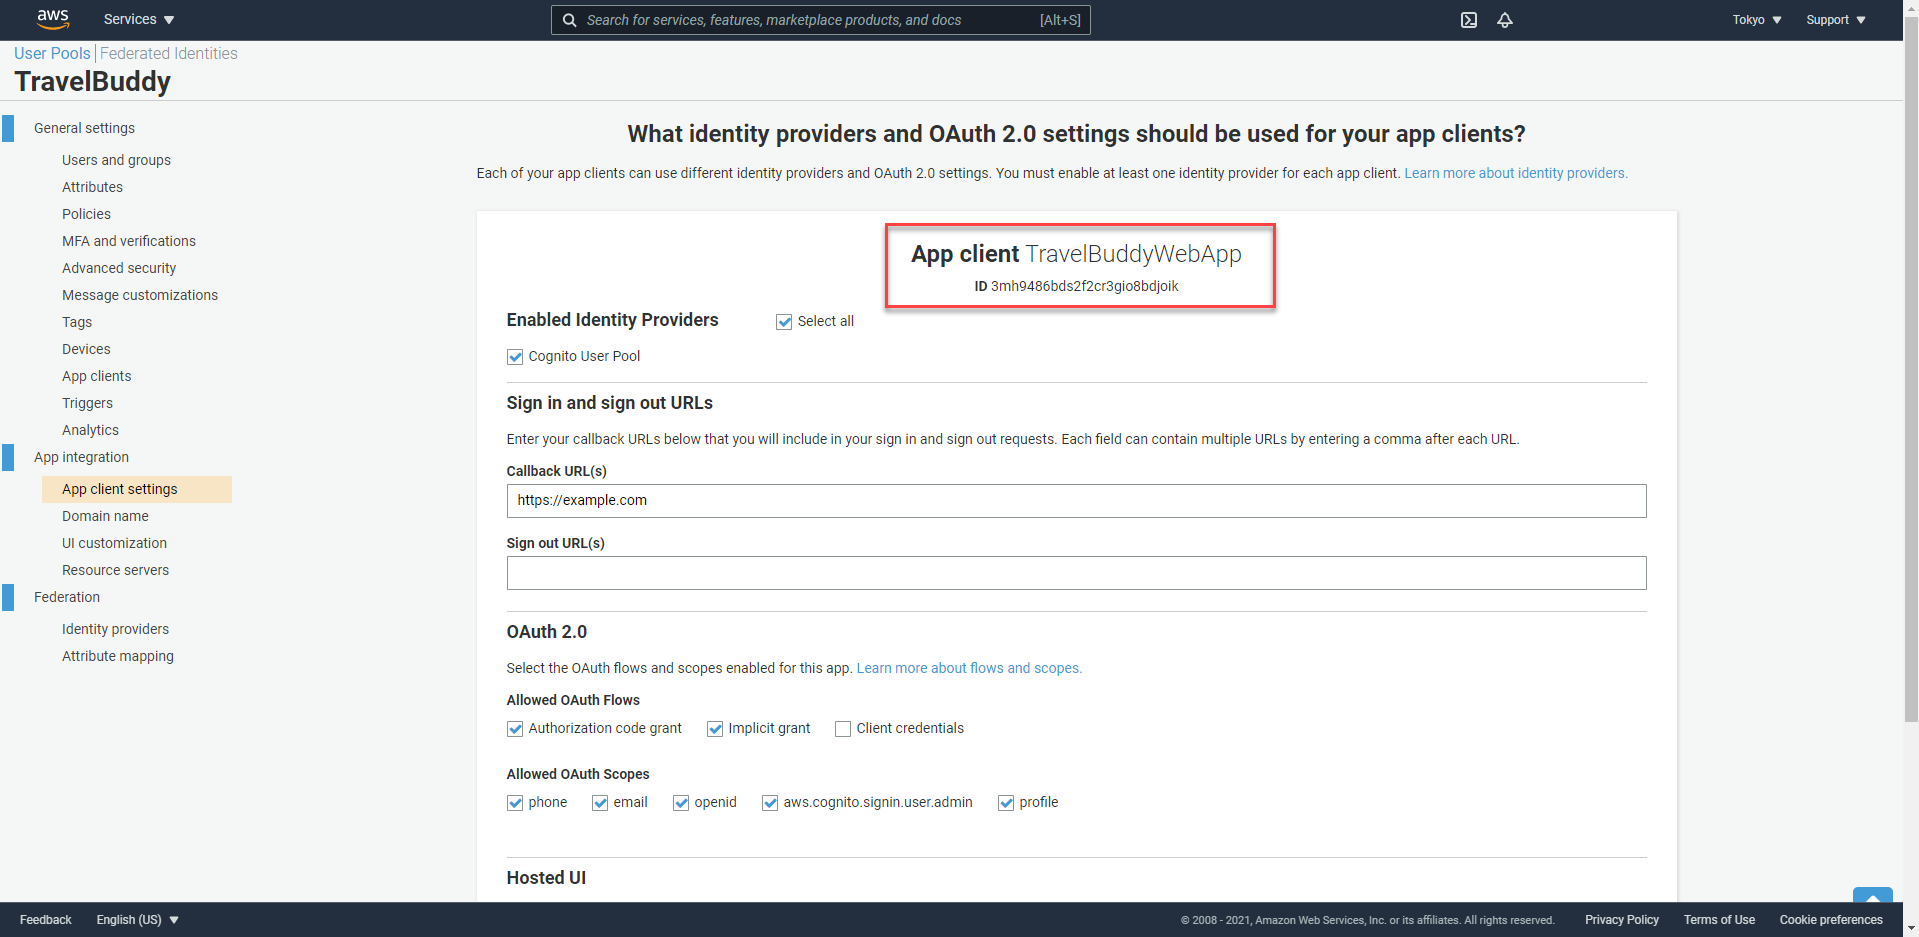 aws Services Search for services, features, marketplace products, and docs [Alt+S] Tokyo Support
User Pools Federated Identities
TravelBuddy
General settings
Users and groups
Attributes
Policies
MFA and verifications
Advanced security
Message customizations
Tags
Devices
App clients
Triggers
Analytics
App integration
App client settings
Domain name
UI customization
Resource servers
Federation
Identity providers
Attribute mapping
What identity providers and OAuth 2.0 settings should be used for your app clients?
Each of your app clients can use different identity providers and OAuth 2.0 settings. You must enable at least one identity provider for each app client. Learn more about identity providers.
App client TravelBuddyWebApp
ID 3mh9486bds2f2cr3gio8bdjoik
Enabled Identity Providers Select all
Cognito User Pool
Sign in and sign out URLs
Enter your callback URLs below that you will include in your sign in and sign out requests. Each field can contain multiple URLs by entering a comma after each URL.
Callback URL(s)
https://example.com
Sign out URL(s)
OAuth 2.0
Select the OAuth flows and scopes enabled for this app. Learn more about flows and scopes.
Allowed OAuth Flows
Authorization code grant Implicit grant Client credentials
Allowed OAuth Scopes
phone email openid aws.cognito.signin.user.admin profile
Hosted UI
Feedback English (US) © 2008 - 2021, Amazon Web Services, Inc. or its affiliates. All rights reserved. Privacy Policy Terms of Use Cookie preferences